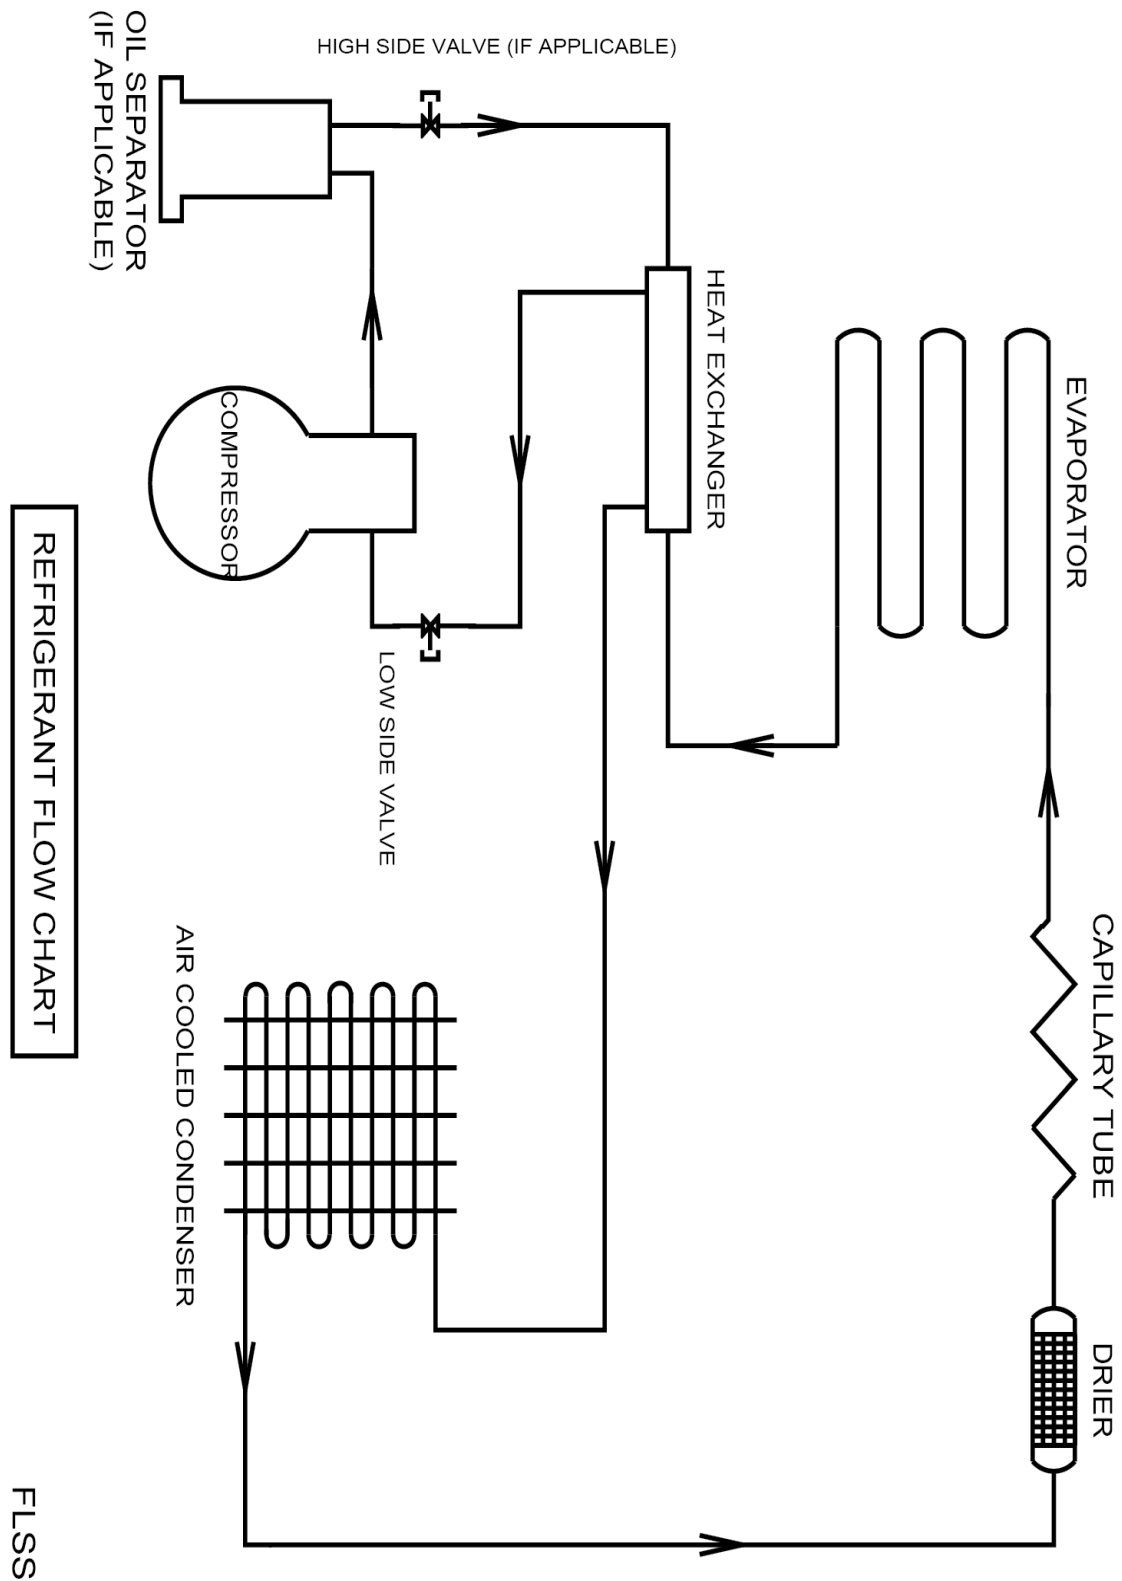 HIGH SIDE VALVE (IF APPLICABLE)
OIL SEPARATOR
(IF APPLICABLE)
HEAT EXCHANGER
EVAPORATOR
COMPRESSOR
LOW SIDE VALVE
CAPILLARY TUBE
AIR COOLED CONDENSER
DRIER
REFRIGERANT FLOW CHART
FLSS